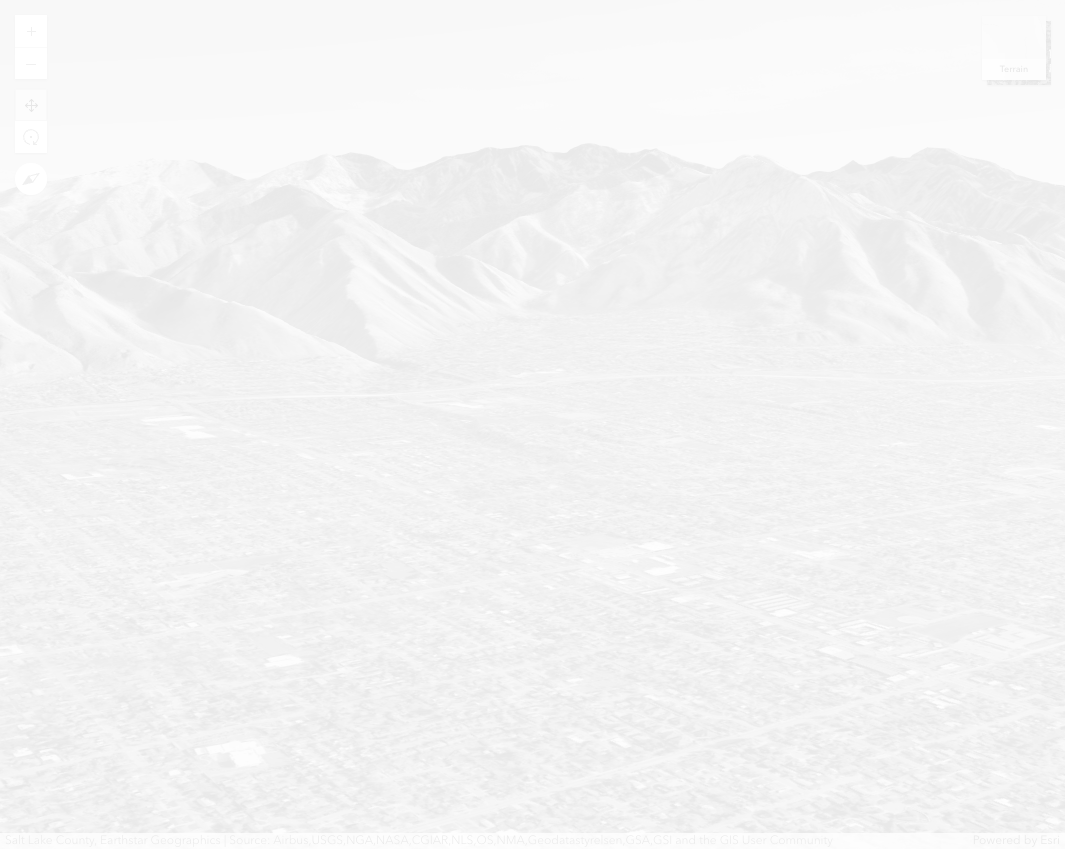 Terrain
Salt Lake County, Earthstar Geographics | Source: Airbus,USGS,NGA,NASA,CGIAR,NLS,OS,NMA,Geodatastyrelsen,GSA,GSI and the GIS User Community
Powered by Esri